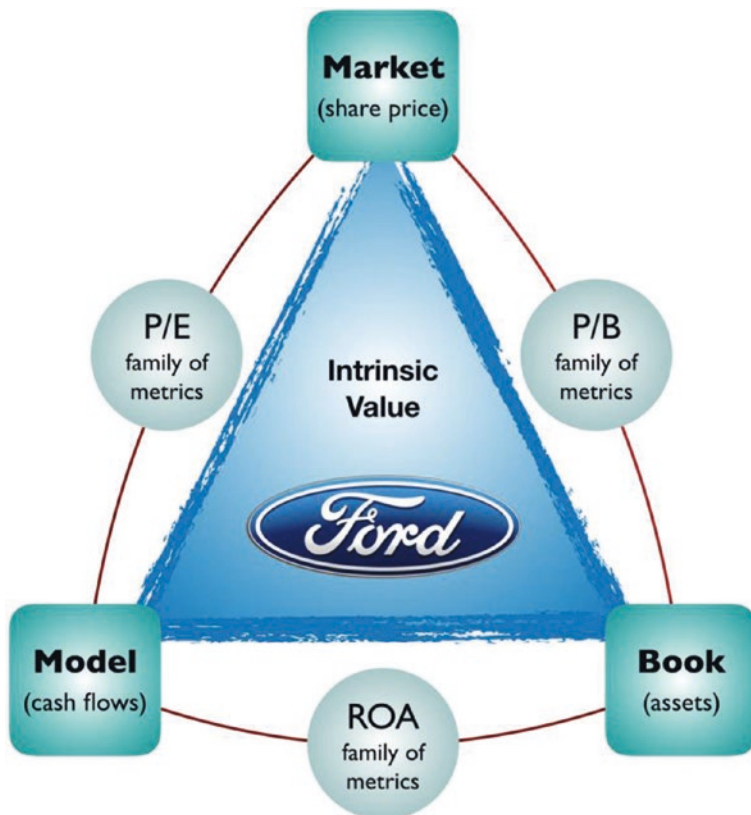 Market
(share price)
P/E
family of
metrics
P/B
family of
metrics
Intrinsic
Value
Ford
Model
(cash flows)
Book
(assets)
ROA
family of
metrics